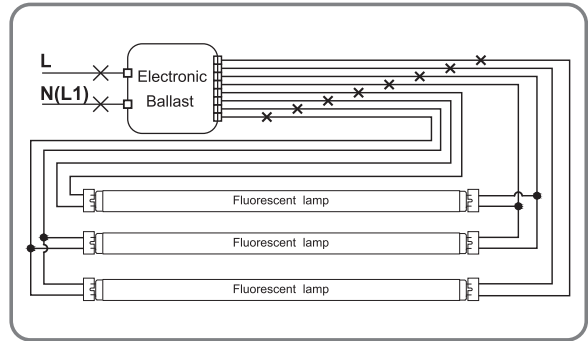 L
N(L1)
Electronic
Ballast
Fluorescent lamp
Fluorescent lamp
Fluorescent lamp